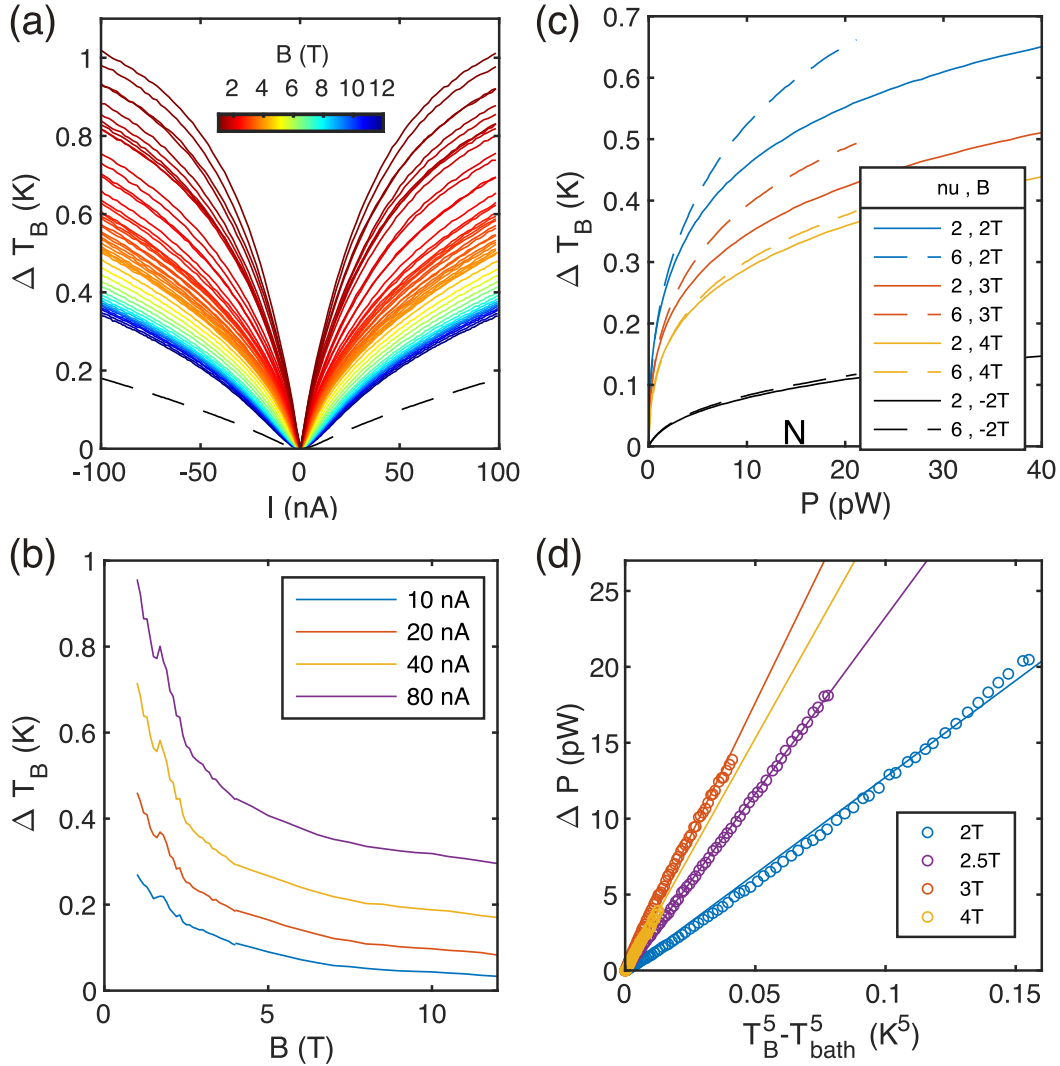 (a)
B (T)
2 4 6 8 10 12
1
0.8
0.6
0.4
0.2
0
Δ T_B (K)
-100 -50 0 50 100
I (nA)
(c)
0.7
0.6
0.5
0.4
0.3
0.2
0.1
0
Δ T_B (K)
nu , B
2 , 2T
6 , 2T
2 , 3T
6 , 3T
2 , 4T
6 , 4T
2 , -2T
6 , -2T
N
0 10 20 30 40
P (pW)
(b)
1
0.8
0.6
0.4
0.2
0
Δ T_B (K)
10 nA
20 nA
40 nA
80 nA
0 5 10
B (T)
(d)
25
20
15
10
5
0
Δ P (pW)
2T
2.5T
3T
4T
0 0.05 0.1 0.15
T_B^5-T_bath^5 (K^5)